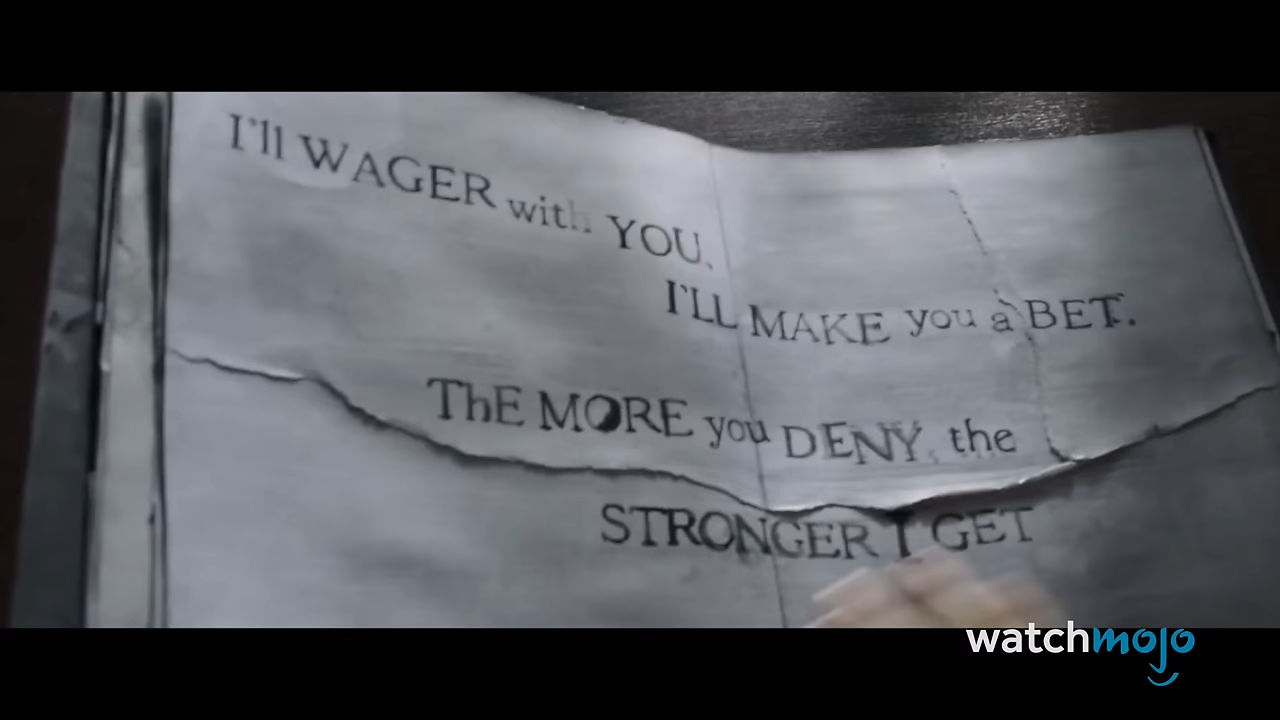 I'll WAGER with YOU.
I'LL MAKE you a BET.
ThE MORE you DENY, the
STRONGER I GET
watchmojo